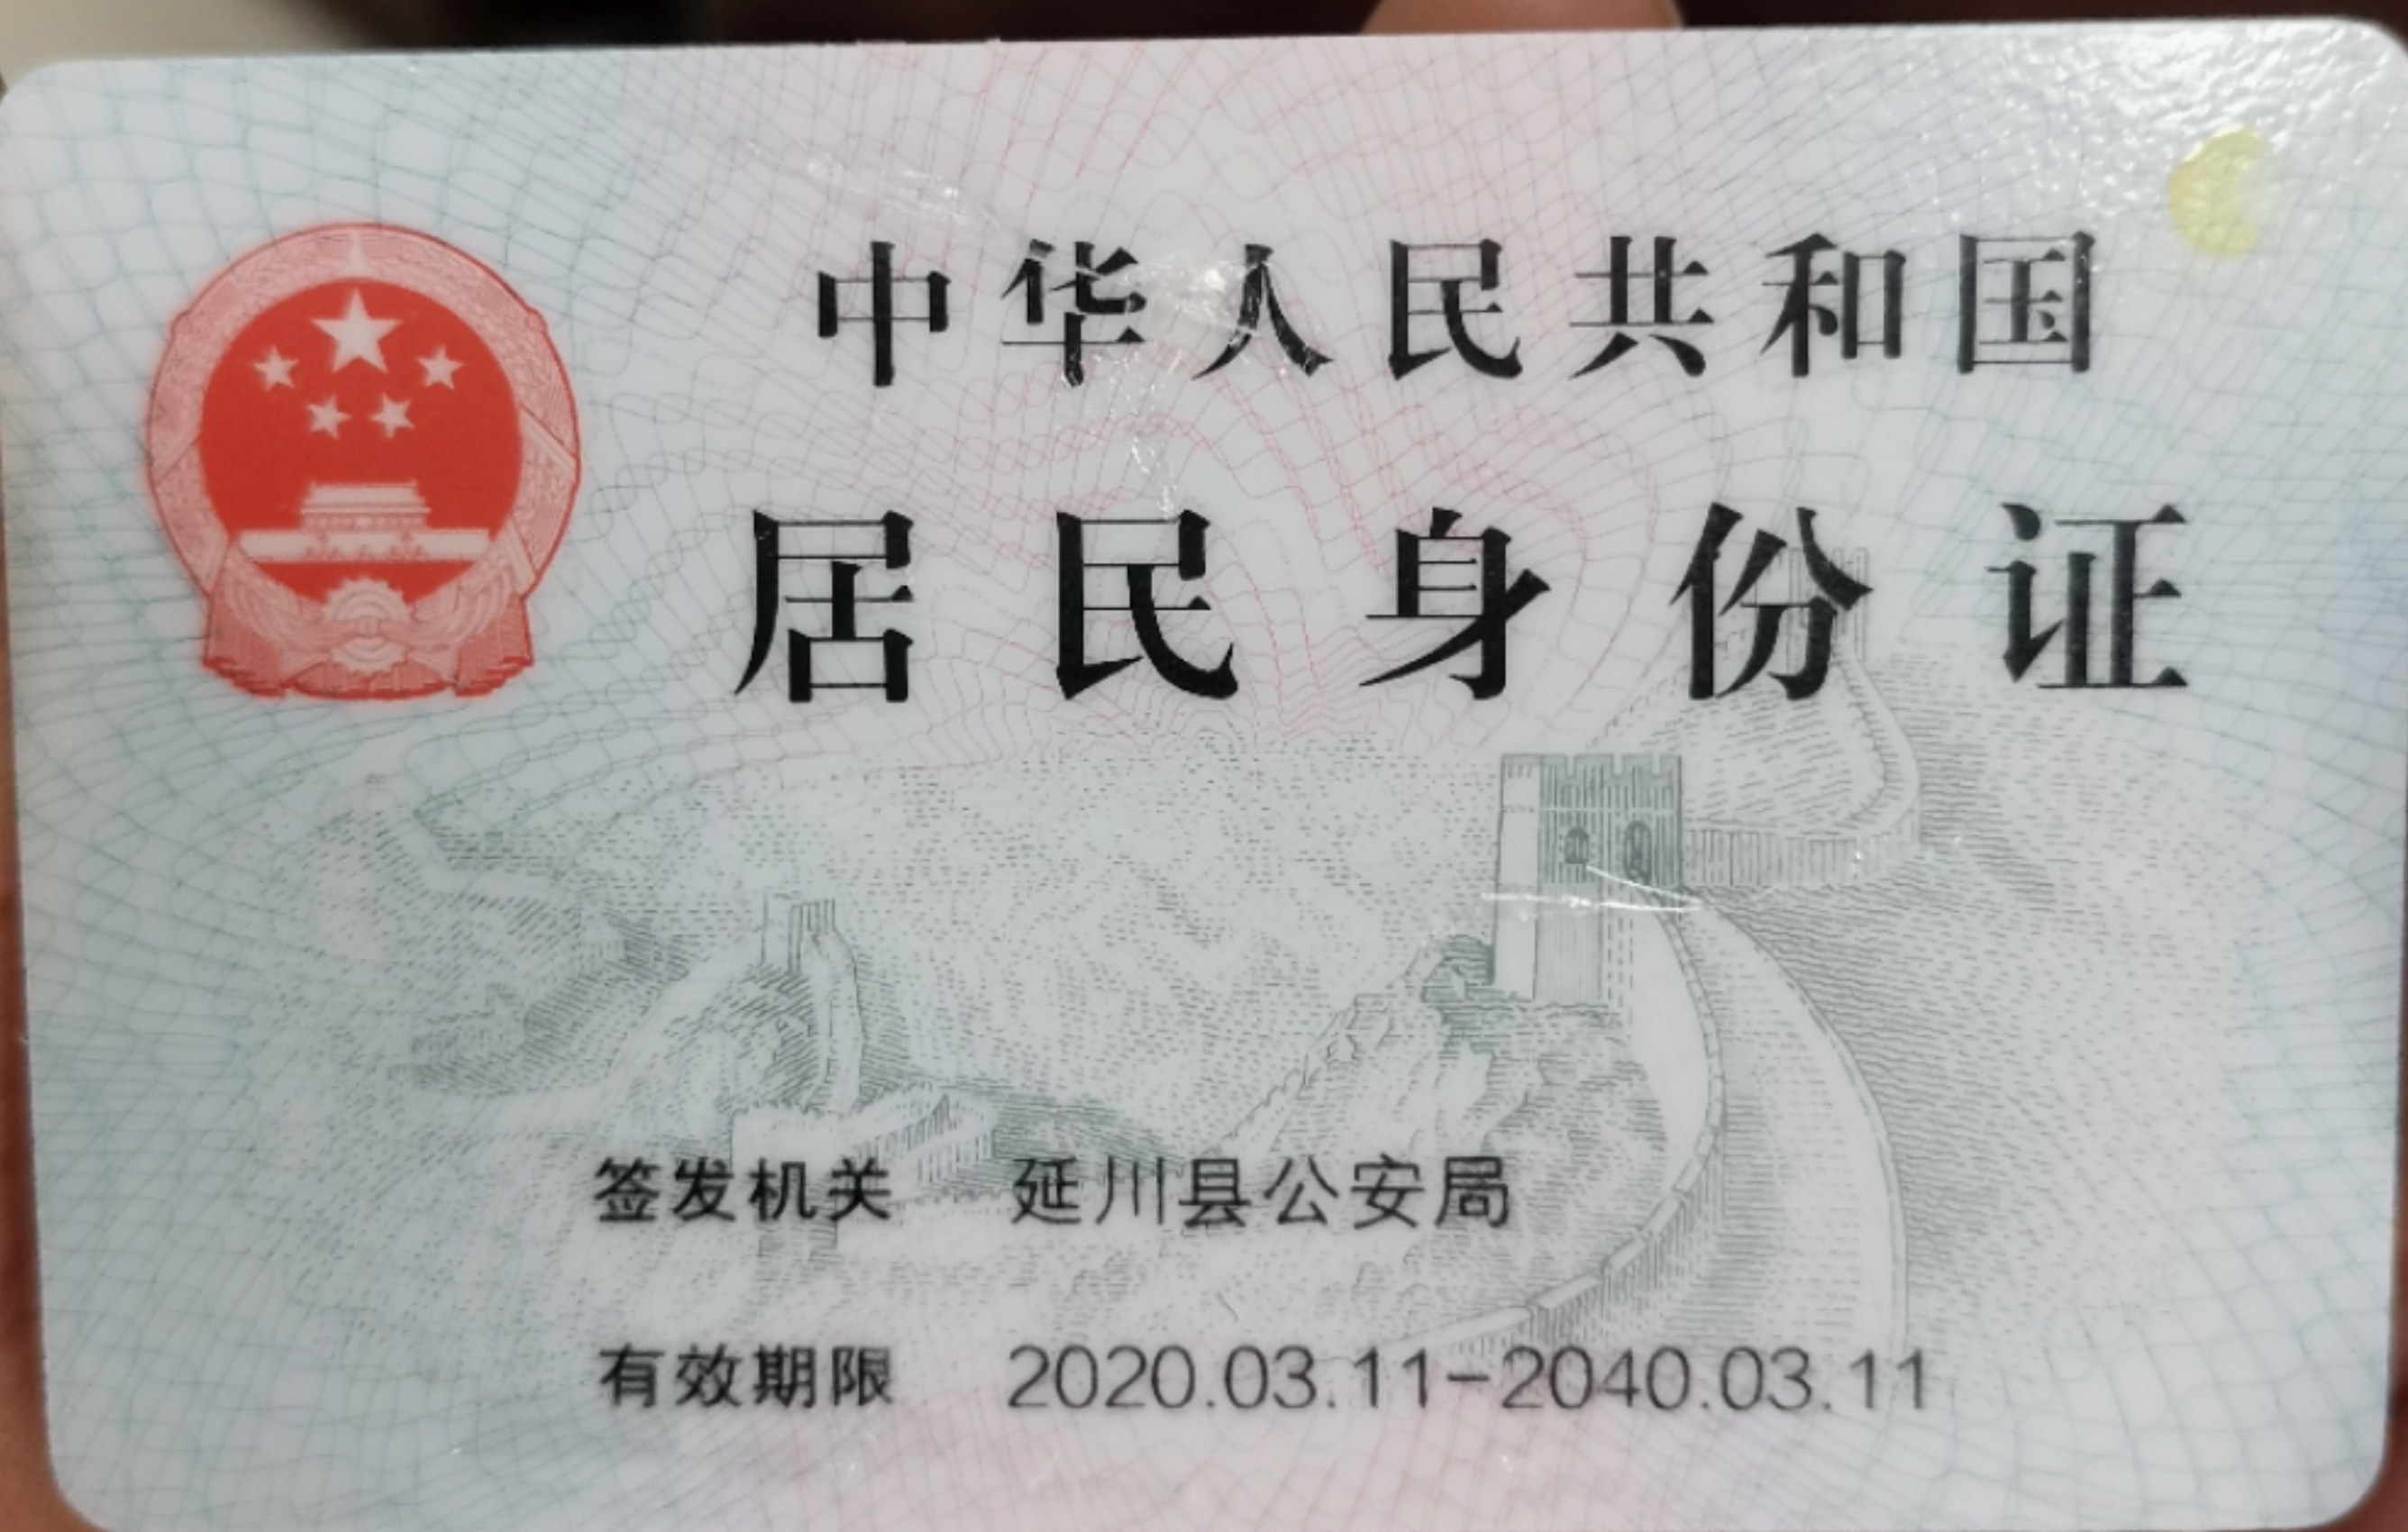 中华人民共和国
居民身份证
签发机关 延川县公安局
有效期限 2020.03.11-2040.03.11